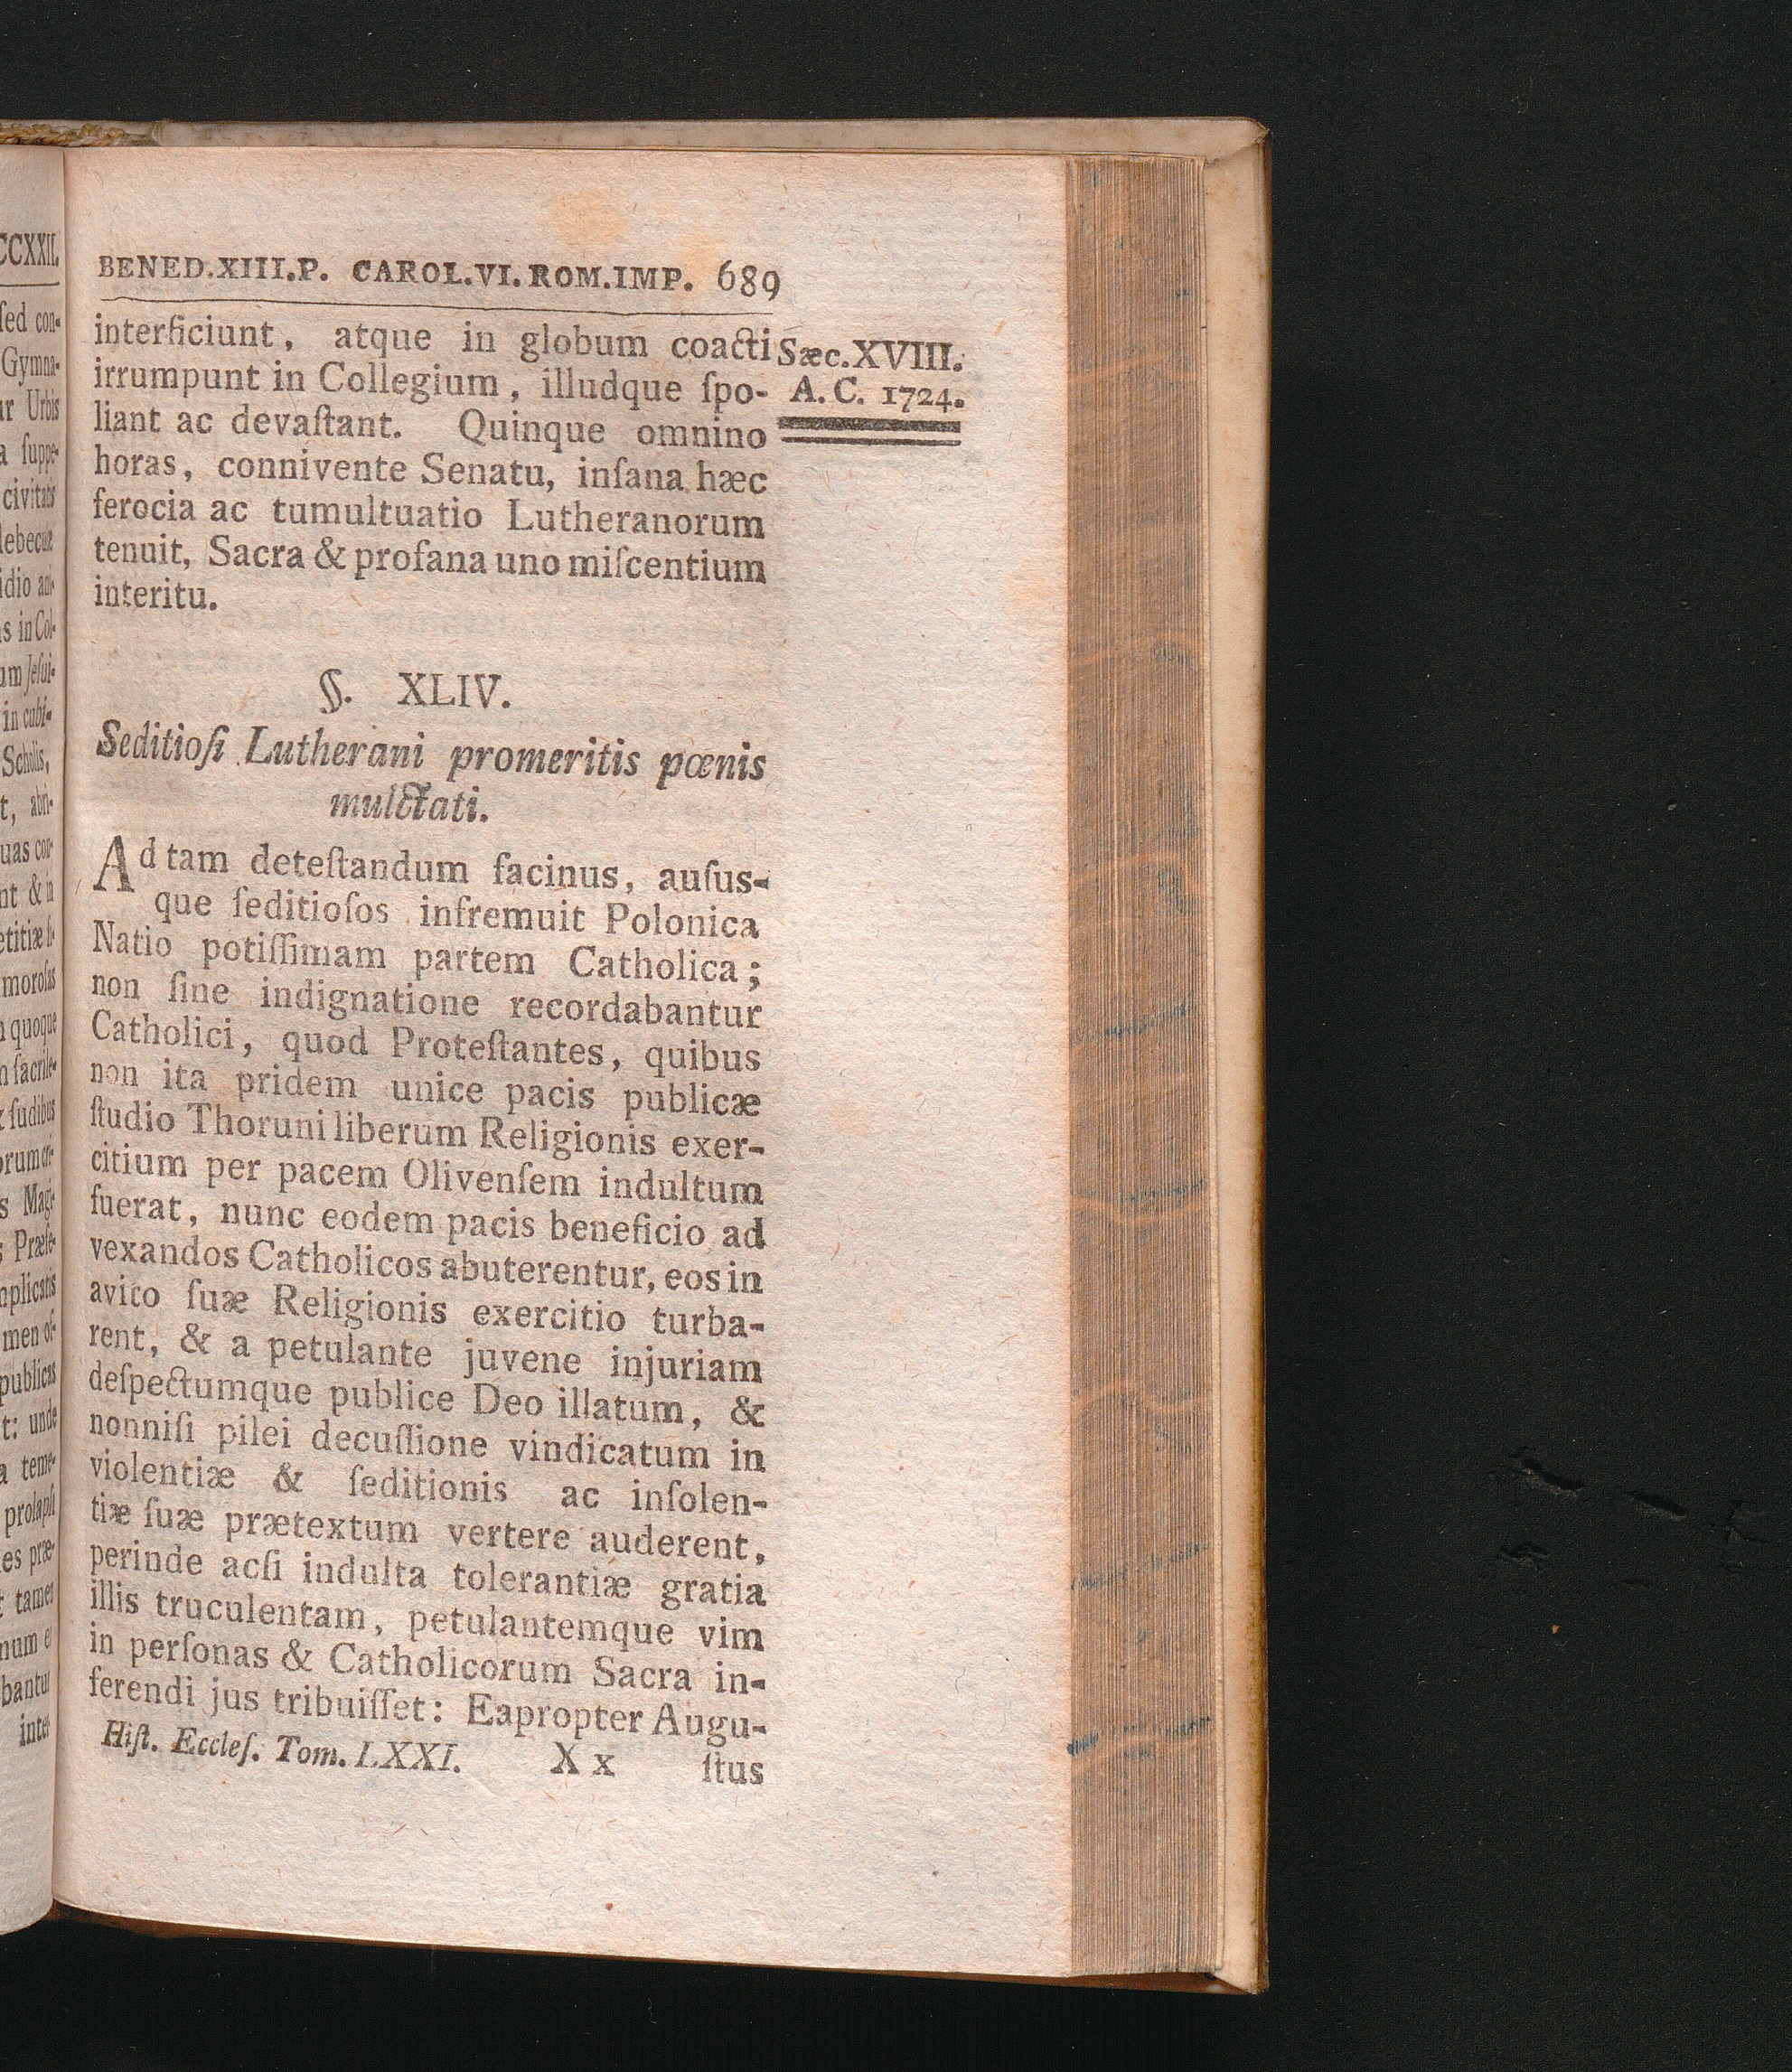 BENED.XIII.P. CAROL.VI.ROM.IMP. 689
interficiunt, atque in globum coacti
irrumpunt in Collegium, illudque ſpo-
liant ac devaſtant. Quinque omnino
horas, connivente Senatu, inſana hæc
ferocia ac tumultuatio Lutheranorum
tenuit, Sacra & profana uno miſcentium
interitu.
Sæc.XVIII.
A. C. 1724.
§. XLIV.
Seditioſi Lutherani promeritis pœnis
mulctati.
Ad tam deteſtandum facinus, auſus-
que ſeditioſos infremuit Polonica
Natio potiſſimam partem Catholica;
non ſine indignatione recordabantur
Catholici, quod Proteſtantes, quibus
non ita pridem unice pacis publicæ
ſtudio Thoruni liberum Religionis exer-
citium per pacem Olivenſem indultum
fuerat, nunc eodem pacis beneficio ad
vexandos Catholicos abuterentur, eos in
avito ſuæ Religionis exercitio turba-
rent, & a petulante juvene injuriam
deſpectumque publice Deo illatum, &
nonniſi pilei decuſſione vindicatum in
violentiæ & ſeditionis ac inſolen-
tiæ ſuæ prætextum vertere auderent,
perinde acſi indulta tolerantiæ gratia
illis truculentam, petulantemque vim
in perſonas & Catholicorum Sacra in-
ferendi jus tribuiſſet: Eapropter Augu-
Hiſt. Eccleſ. Tom. LXXI. X x ſtus